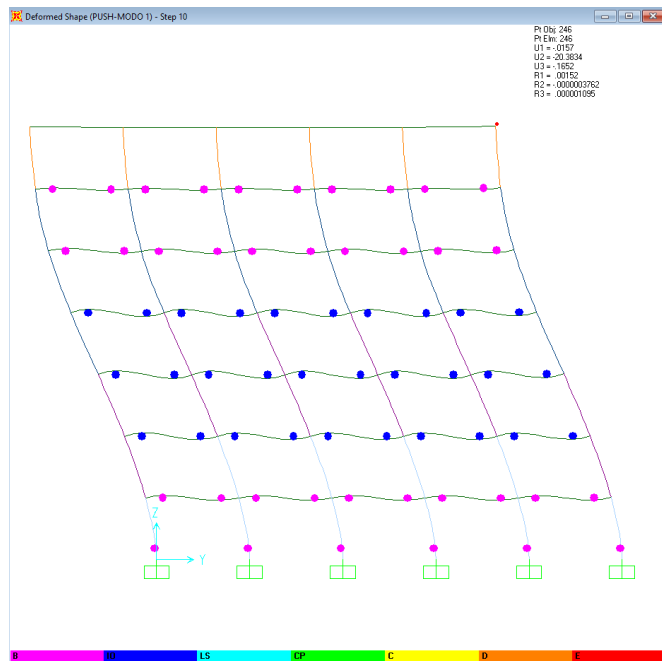 Deformed Shape (PUSH-MODO 1) - Step 10
Pt Obj: 246
Pt Elm: 246
U1 = -.0157
U2 = -20.3834
U3 = -.1652
R1 = .00152
R2 = -.0000003762
R3 = .000001095
Z
Y
B IO LS CP C D E